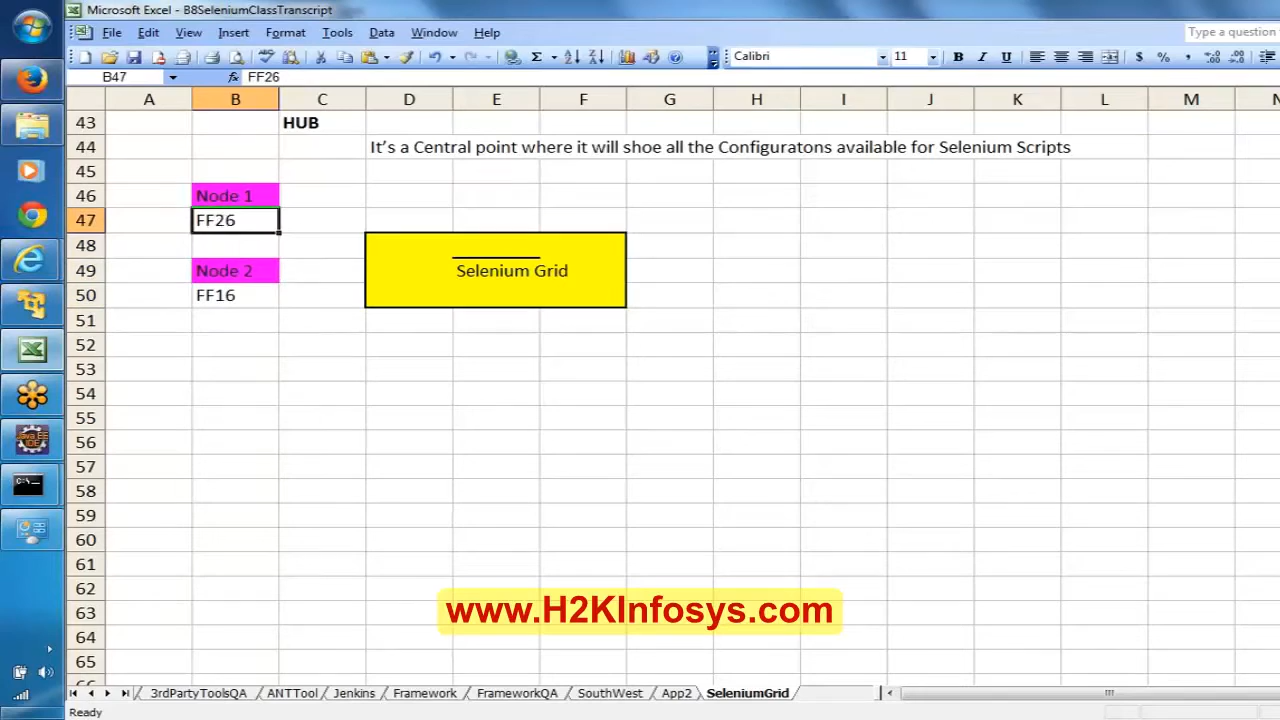 Microsoft Excel - B8SeleniumClassTranscript
File Edit View Insert Format Tools Data Window Help
Type a question
Calibri 11 B I U $ % ,
B47 fx FF26
A B C D E F G H I J K L M N
43 HUB
44 It's a Central point where it will shoe all the Configuratons available for Selenium Scripts
45
46 Node 1
47 FF26
48
49 Node 2 Selenium Grid
50 FF16
51
52
53
54
55
56
57
58
59
60
61
62
63
www.H2KInfosys.com
64
65
3rdPartyToolsQA ANTTool Jenkins Framework FrameworkQA SouthWest App2 SeleniumGrid
Ready